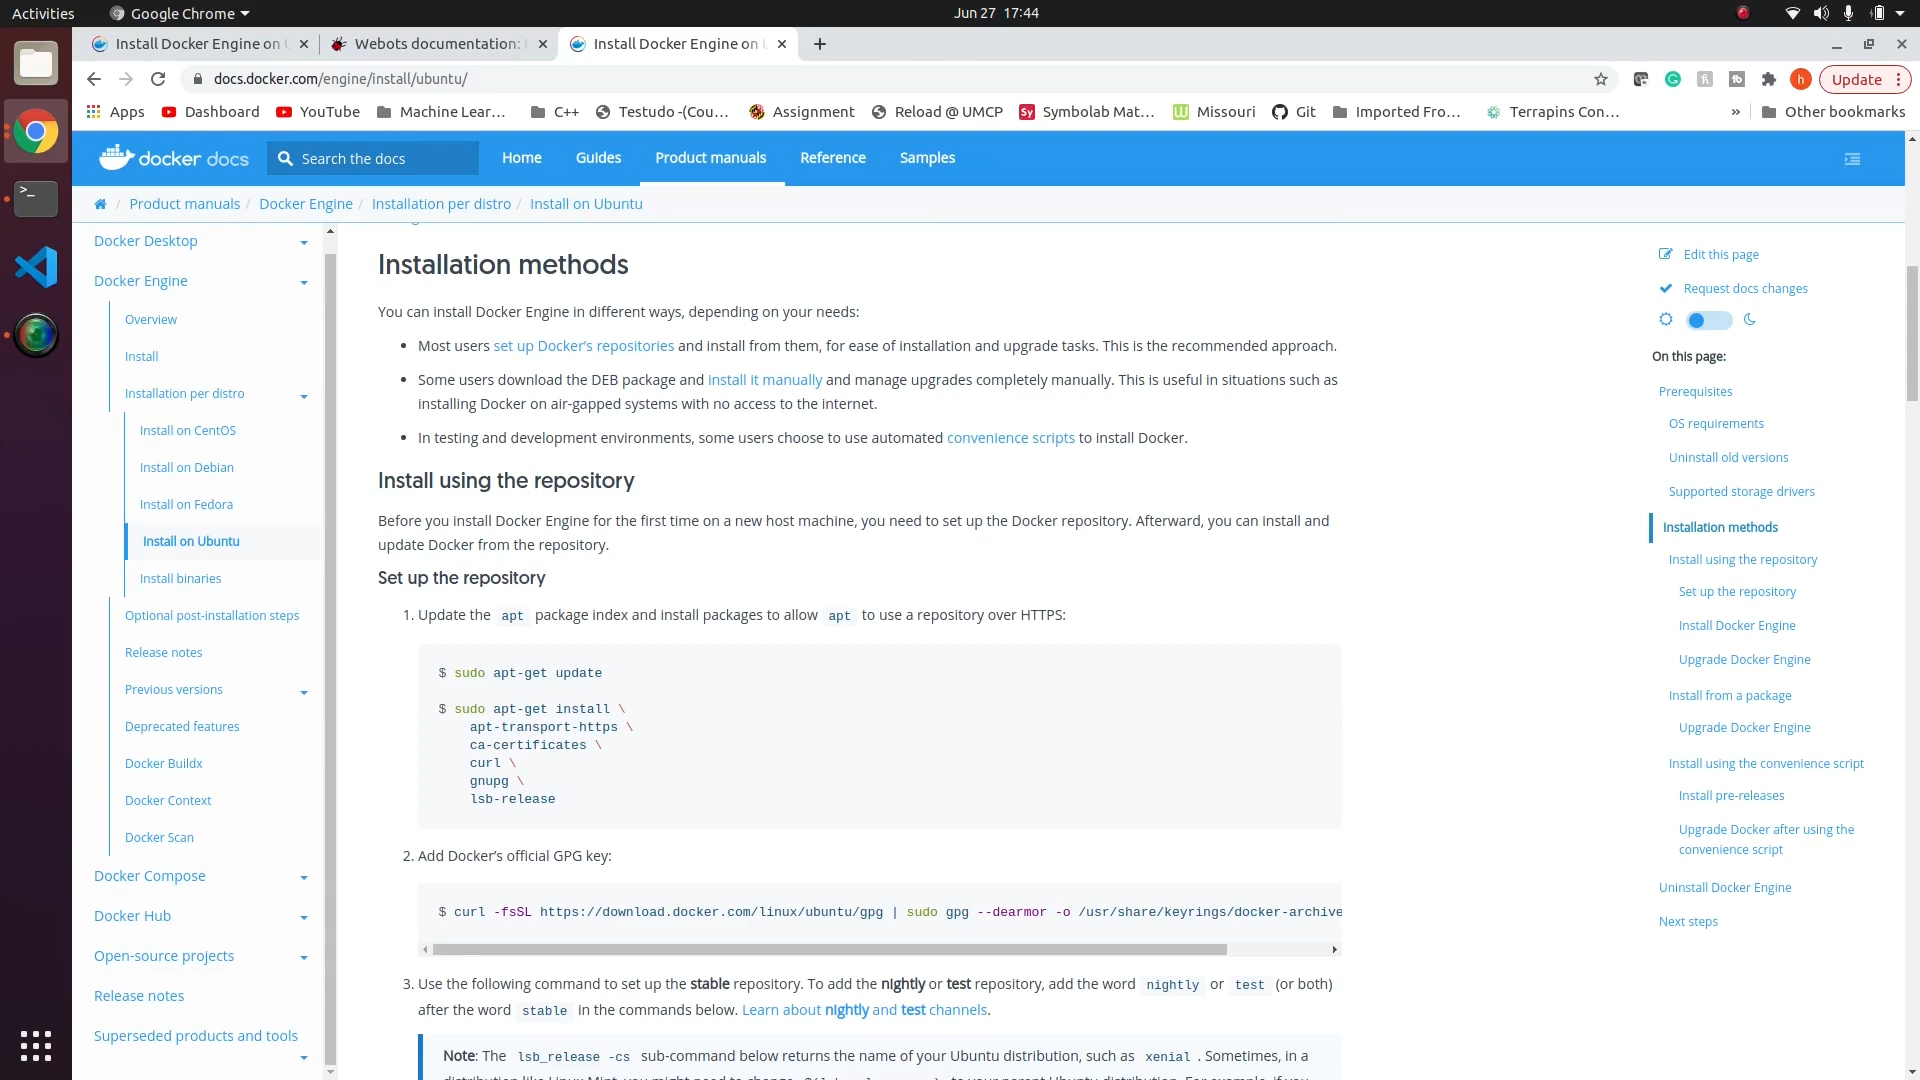 Activities Google Chrome Jun 27 17:44
Install Docker Engine on Webots documentation: Install Docker Engine on
docs.docker.com/engine/install/ubuntu/ h Update
Apps Dashboard YouTube Machine Lear… C++ Testudo -(Cou… Assignment Reload @ UMCP Sy Symbolab Mat… Missouri Git Imported Fro… Terrapins Con… » Other bookmarks
docker docs Search the docs Home Guides Product manuals Reference Samples
/ Product manuals / Docker Engine / Installation per distro / Install on Ubuntu
Docker Desktop
Docker Engine
Overview
Install
Installation per distro
Install on CentOS
Install on Debian
Install on Fedora
Install on Ubuntu
Install binaries
Optional post-installation steps
Release notes
Previous versions
Deprecated features
Docker Buildx
Docker Context
Docker Scan
Docker Compose
Docker Hub
Open-source projects
Release notes
Superseded products and tools
Installation methods
You can install Docker Engine in different ways, depending on your needs:
• Most users set up Docker’s repositories and install from them, for ease of installation and upgrade tasks. This is the recommended approach.
• Some users download the DEB package and install it manually and manage upgrades completely manually. This is useful in situations such as
installing Docker on air-gapped systems with no access to the internet.
• In testing and development environments, some users choose to use automated convenience scripts to install Docker.
Install using the repository
Before you install Docker Engine for the first time on a new host machine, you need to set up the Docker repository. Afterward, you can install and
update Docker from the repository.
Set up the repository
1. Update the apt package index and install packages to allow apt to use a repository over HTTPS:
$ sudo apt-get update
$ sudo apt-get install \
apt-transport-https \
ca-certificates \
curl \
gnupg \
lsb-release
2. Add Docker’s official GPG key:
$ curl -fsSL https://download.docker.com/linux/ubuntu/gpg | sudo gpg --dearmor -o /usr/share/keyrings/docker-archive
3. Use the following command to set up the stable repository. To add the nightly or test repository, add the word nightly or test (or both)
after the word stable in the commands below. Learn about nightly and test channels.
Note: The lsb_release -cs sub-command below returns the name of your Ubuntu distribution, such as xenial . Sometimes, in a
Edit this page
Request docs changes
On this page:
Prerequisites
OS requirements
Uninstall old versions
Supported storage drivers
Installation methods
Install using the repository
Set up the repository
Install Docker Engine
Upgrade Docker Engine
Install from a package
Upgrade Docker Engine
Install using the convenience script
Install pre-releases
Upgrade Docker after using the
convenience script
Uninstall Docker Engine
Next steps